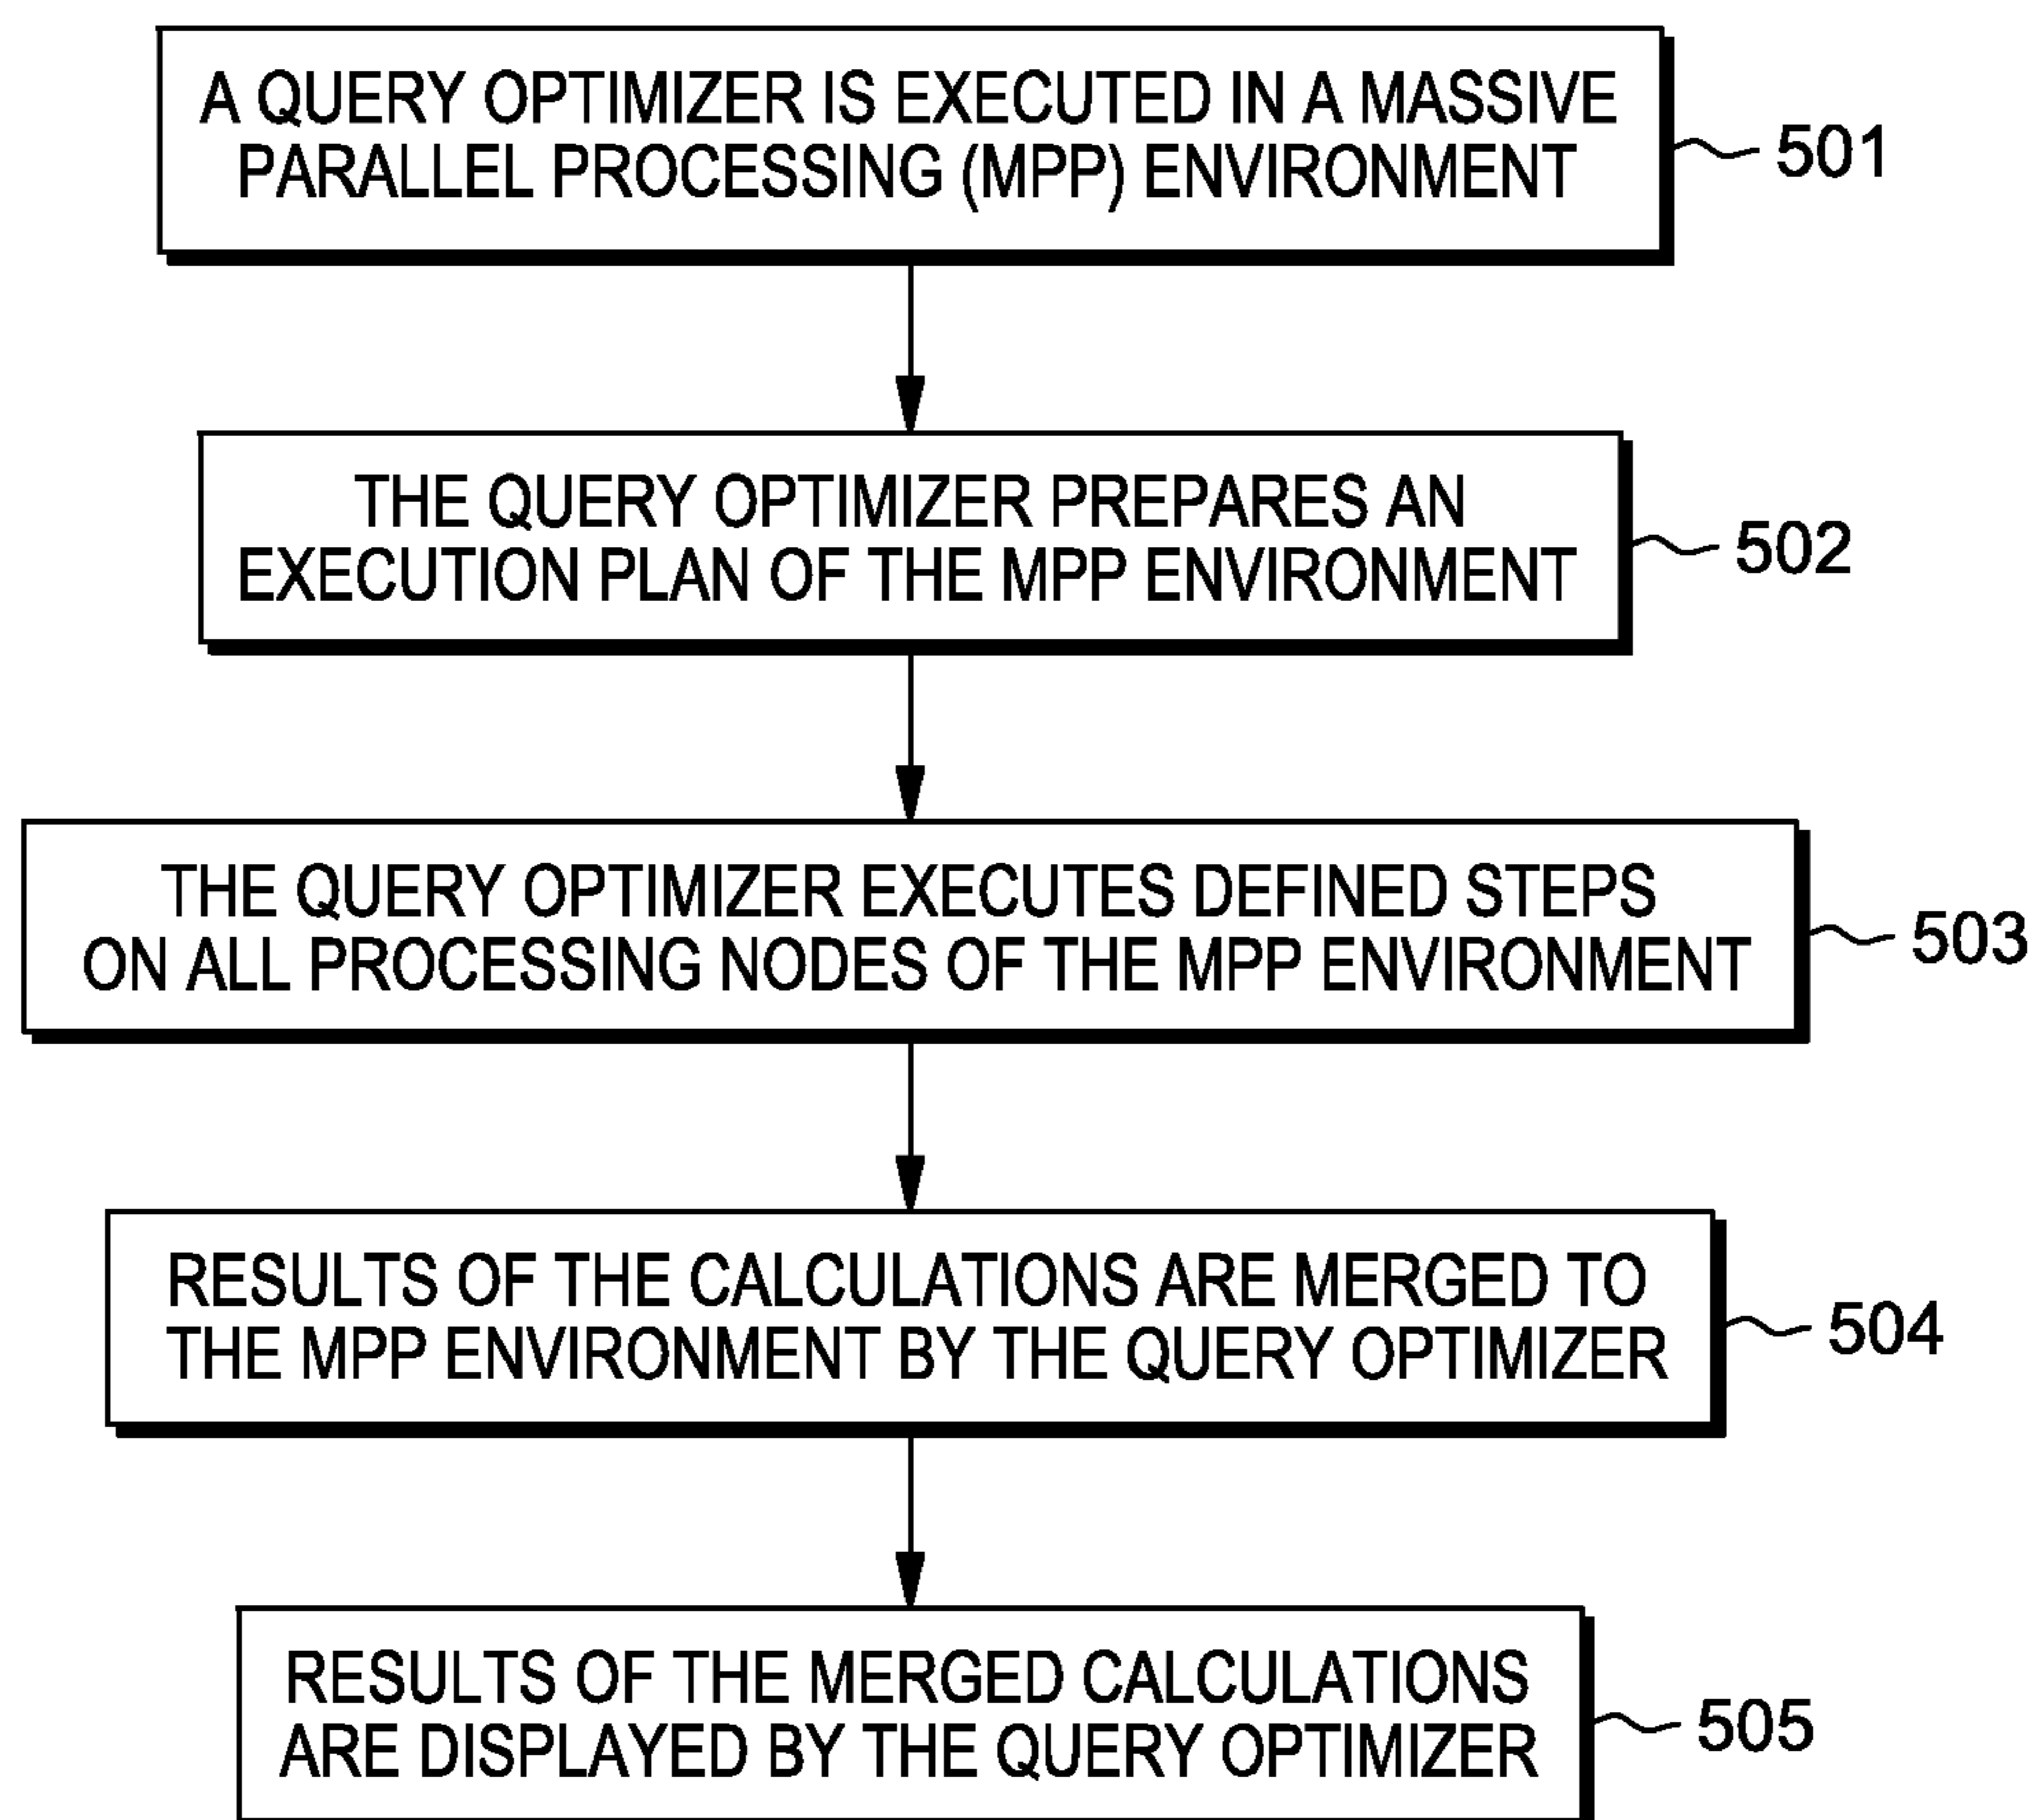 A QUERY OPTIMIZER IS EXECUTED IN A MASSIVE
PARALLEL PROCESSING (MPP) ENVIRONMENT
501
THE QUERY OPTIMIZER PREPARES AN
EXECUTION PLAN OF THE MPP ENVIRONMENT
502
THE QUERY OPTIMIZER EXECUTES DEFINED STEPS
ON ALL PROCESSING NODES OF THE MPP ENVIRONMENT
503
RESULTS OF THE CALCULATIONS ARE MERGED TO
THE MPP ENVIRONMENT BY THE QUERY OPTIMIZER
504
RESULTS OF THE MERGED CALCULATIONS
ARE DISPLAYED BY THE QUERY OPTIMIZER
505